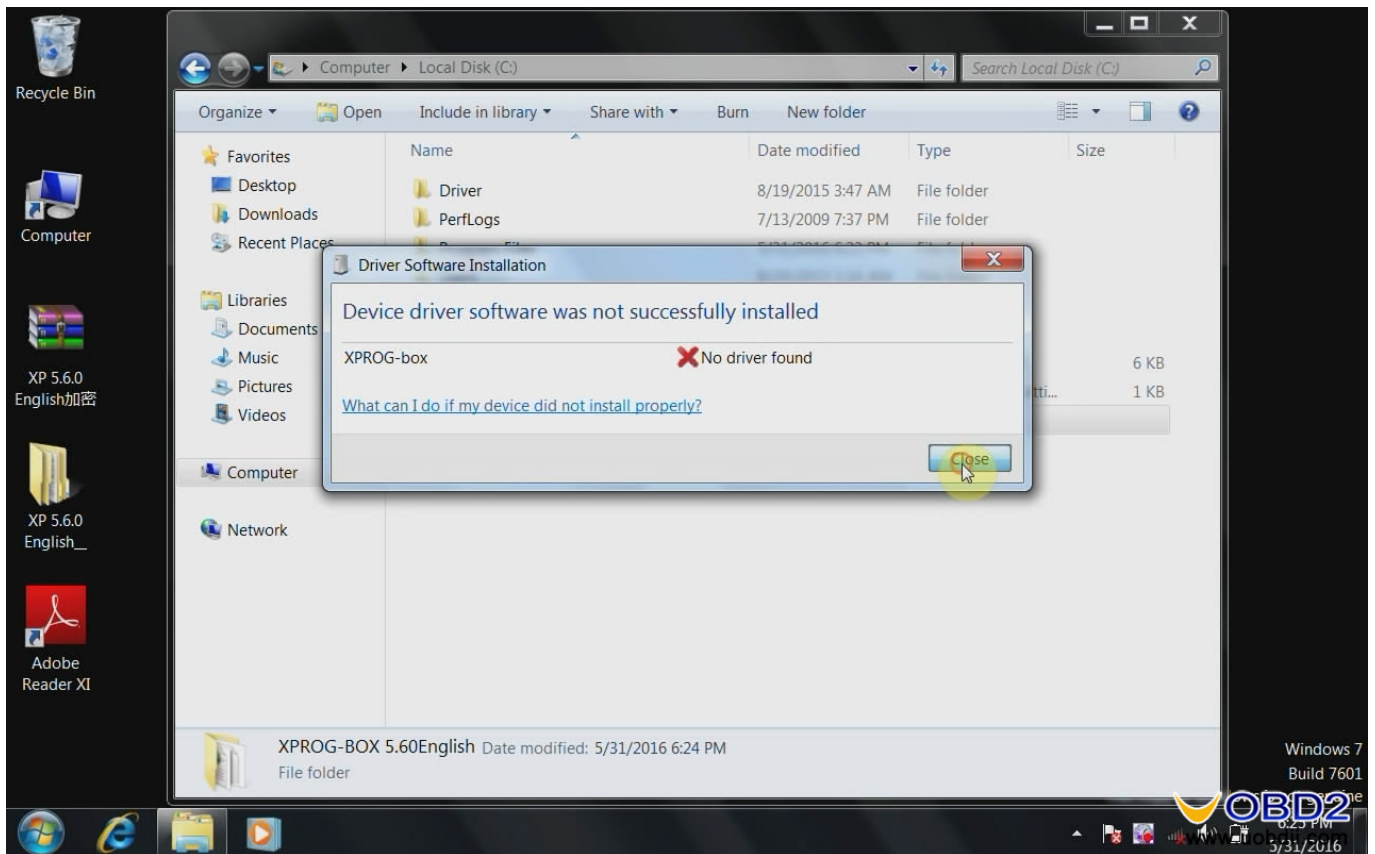 Recycle Bin
Computer
XP 5.6.0
English加密
XP 5.6.0
English__
Adobe
Reader XI
Computer
Local Disk (C:)
Search Local Disk (C:)
Organize
Open
Include in library
Share with
Burn
New folder
Favorites
Desktop
Downloads
Recent Places
Libraries
Documents
Music
Pictures
Videos
Computer
Network
Name
Date modified
Type
Size
Driver
8/19/2015 3:47 AM
File folder
PerfLogs
7/13/2009 7:37 PM
File folder
6 KB
1 KB
Driver Software Installation
Device driver software was not successfully installed
XPROG-box
No driver found
What can I do if my device did not install properly?
Close
XPROG-BOX 5.60English Date modified: 5/31/2016 6:24 PM
File folder
Windows 7
Build 7601
OBD2
6:25 PM
5/31/2016